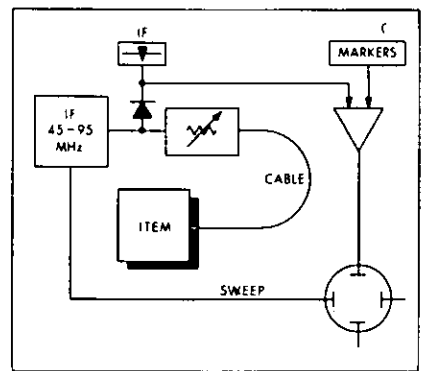 IF
C
MARKERS
IF
45-95
MHz
CABLE
ITEM
SWEEP